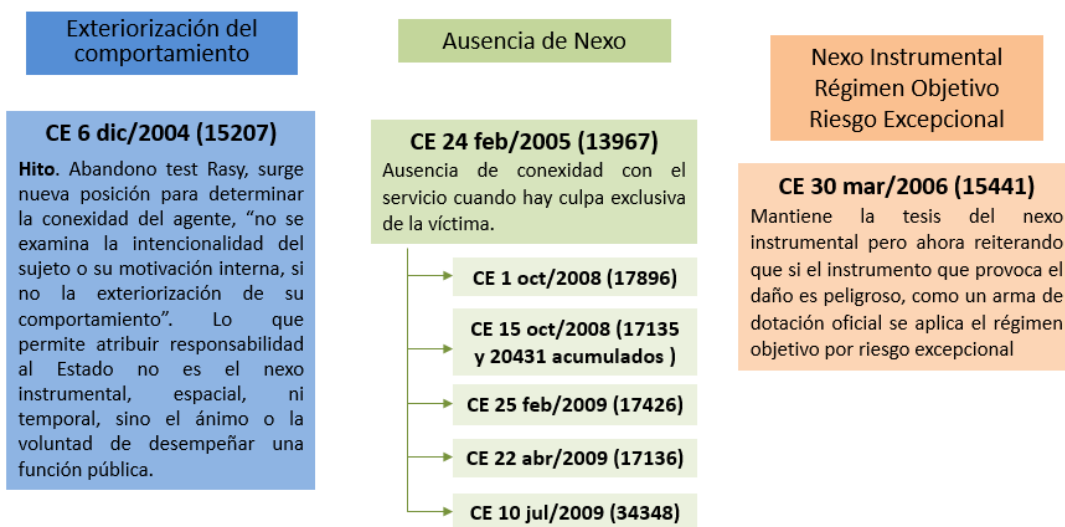 Exteriorización del
comportamiento
CE 6 dic/2004 (15207)
Hito. Abandono test Rasy, surge
nueva posición para determinar
la conexidad del agente, “no se
examina la intencionalidad del
sujeto o su motivación interna, si
no la exteriorización de su
comportamiento”. Lo que
permite atribuir responsabilidad
al Estado no es el nexo
instrumental, espacial, ni
temporal, sino el ánimo o la
voluntad de desempeñar una
función pública.
Ausencia de Nexo
CE 24 feb/2005 (13967)
Ausencia de conexidad con el
servicio cuando hay culpa exclusiva
de la víctima.
CE 1 oct/2008 (17896)
CE 15 oct/2008 (17135
y 20431 acumulados )
CE 25 feb/2009 (17426)
CE 22 abr/2009 (17136)
CE 10 jul/2009 (34348)
Nexo Instrumental
Régimen Objetivo
Riesgo Excepcional
CE 30 mar/2006 (15441)
Mantiene la tesis del nexo
instrumental pero ahora reiterando
que si el instrumento que provoca el
daño es peligroso, como un arma de
dotación oficial se aplica el régimen
objetivo por riesgo excepcional